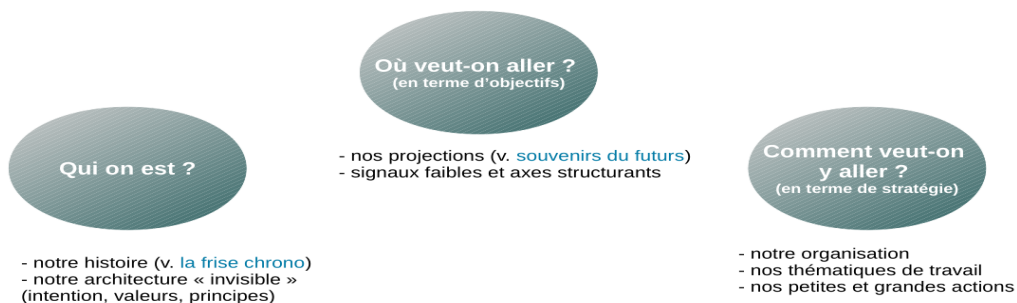 Qui on est ?
- notre histoire (v. la frise chrono)
- notre architecture « invisible »
(intention, valeurs, principes)
Où veut-on aller ?
(en terme d'objectifs)
- nos projections (v. souvenirs du futurs)
- signaux faibles et axes structurants
Comment veut-on
y aller ?
(en terme de stratégie)
- notre organisation
- nos thématiques de travail
- nos petites et grandes actions